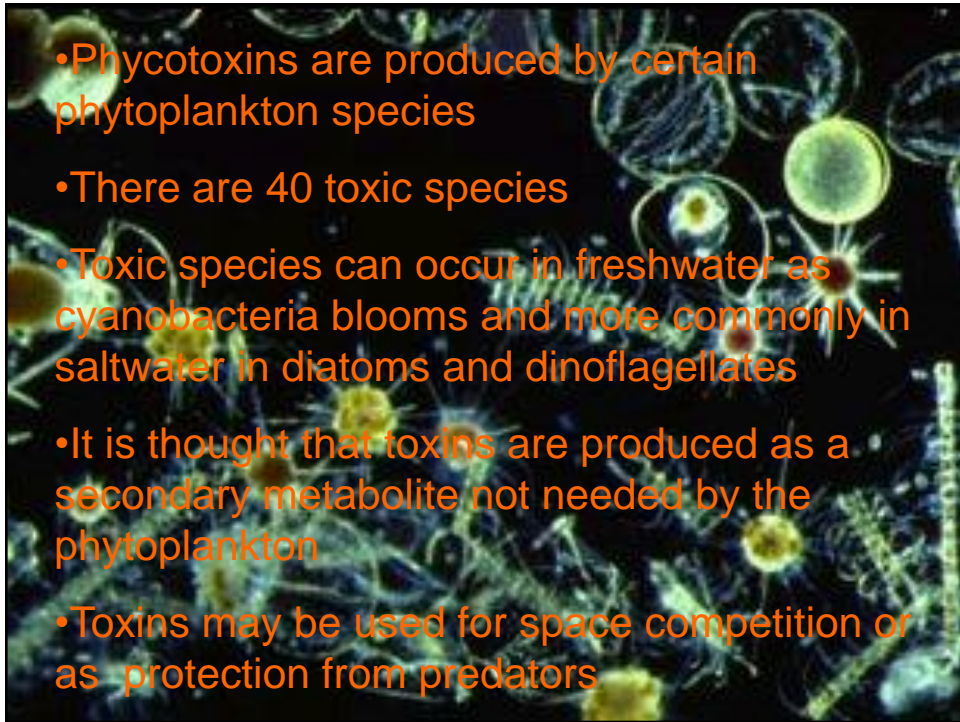 •Phycotoxins are produced by certain
phytoplankton species
•There are 40 toxic species
•Toxic species can occur in freshwater as
cyanobacteria blooms and more commonly in
saltwater in diatoms and dinoflagellates
•It is thought that toxins are produced as a
secondary metabolite not needed by the
phytoplankton
•Toxins may be used for space competition or
as  protection from predators